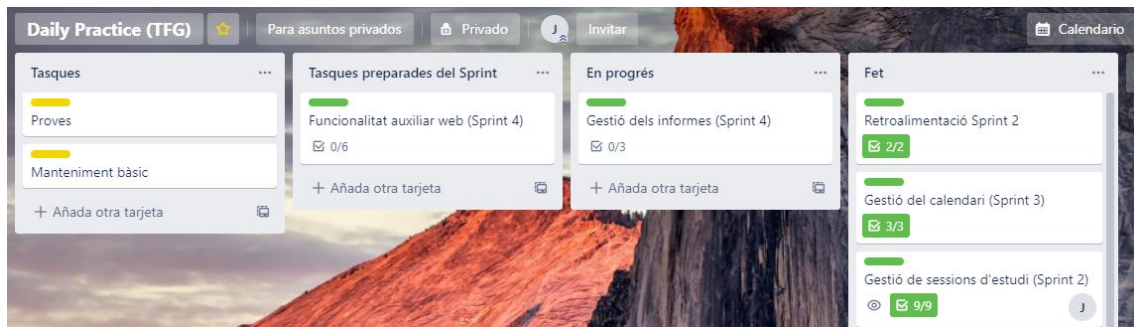 Daily Practice (TFG)
Para asuntos privados
Privado
J
Invitar
Calendario
Tasques
Proves
Manteniment bàsic
+ Añada otra tarjeta
Tasques preparades del Sprint
Funcionalitat auxiliar web (Sprint 4)
0/6
+ Añada otra tarjeta
En progrés
Gestió dels informes (Sprint 4)
0/3
+ Añada otra tarjeta
Fet
Retroalimentació Sprint 2
2/2
Gestió del calendari (Sprint 3)
3/3
Gestió de sessions d'estudi (Sprint 2)
9/9
J